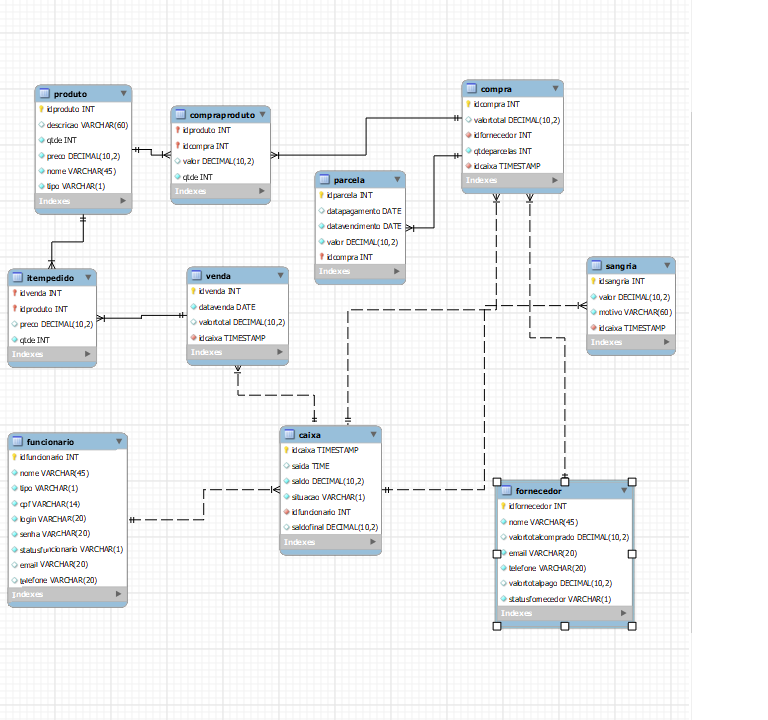 produto
idproduto INT
descricao VARCHAR(60)
qtde INT
preco DECIMAL(10,2)
nome VARCHAR(45)
tipo VARCHAR(1)
Indexes
compraproduto
idproduto INT
idcompra INT
valor DECIMAL(10,2)
qtde INT
Indexes
compra
idcompra INT
valortotal DECIMAL(10,2)
idfornecedor INT
qtdeparcelas INT
idcaixa TIMESTAMP
Indexes
parcela
idparcela INT
datapagamento DATE
datavencimento DATE
valor DECIMAL(10,2)
idcompra INT
Indexes
itempedido
idvenda INT
idproduto INT
preco DECIMAL(10,2)
qtde INT
Indexes
venda
idvenda INT
datavenda DATE
valortotal DECIMAL(10,2)
idcaixa TIMESTAMP
Indexes
sangria
idsangria INT
valor DECIMAL(10,2)
motivo VARCHAR(60)
idcaixa TIMESTAMP
Indexes
funcionario
idfuncionario INT
nome VARCHAR(45)
tipo VARCHAR(1)
cpf VARCHAR(14)
login VARCHAR(20)
senha VARCHAR(20)
statusfuncionario VARCHAR(1)
email VARCHAR(20)
telefone VARCHAR(20)
Indexes
caixa
idcaixa TIMESTAMP
saida TIME
saldo DECIMAL(10,2)
situacao VARCHAR(1)
idfuncionario INT
saldofinal DECIMAL(10,2)
Indexes
fornecedor
idfornecedor INT
nome VARCHAR(45)
valortotalcomprado DECIMAL(10,2)
email VARCHAR(20)
telefone VARCHAR(20)
valortotalpago DECIMAL(10,2)
statusfornecedor VARCHAR(1)
Indexes